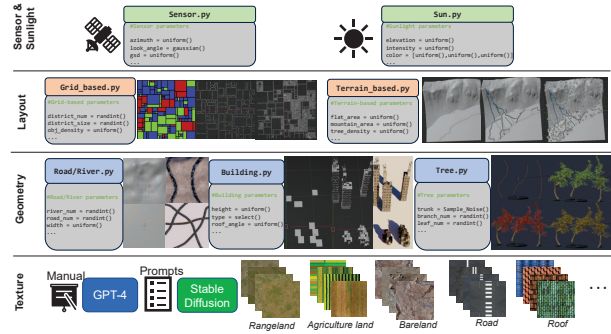 Sensor & Sunlight
Sensor.py
#Sensor parameters
azimuth = uniform()
look_angle = gaussian()
gsd = uniform()
...
Sun.py
#Sunlight parameters
elevation = uniform()
intensity = uniform()
color = [uniform(),uniform(),uniform()]
...
Layout
Grid_based.py
#Grid-based parameters
district_num = randint()
district_size = randint()
obj_density = uniform()
...
Terrain_based.py
#Terrain-based parameters
flat_area = uniform()
mountain_area = uniform()
tree_density = uniform()
...
Geometry
Road/River.py
#Road/River parameters
river_num = randint()
road_num = randint()
width = uniform()
...
Building.py
#Building parameters
height = uniform()
type = select()
roof_angle = uniform()
...
Tree.py
#Tree parameters
trunk = Sample_Noise()
branch_num = randint()
leaf_num = randint()
...
Texture
Manual
GPT-4
Prompts
Stable Diffusion
Rangeland
Agriculture land
Bareland
Road
Roof
...